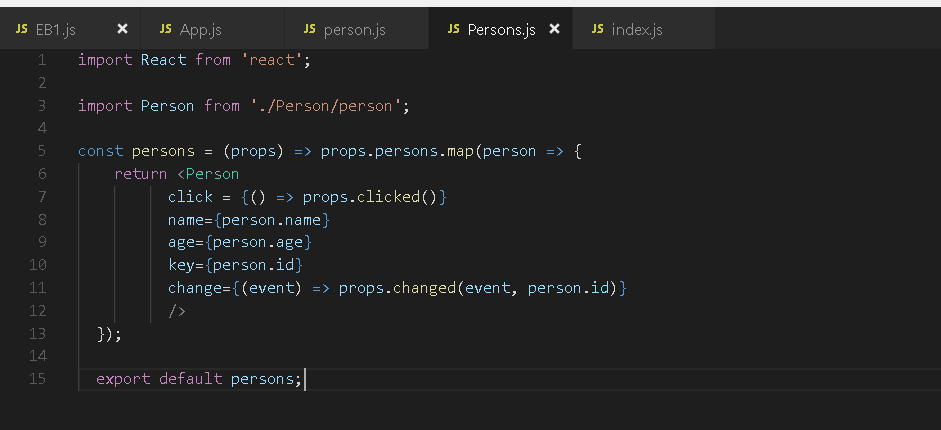 JS EB1.js × JS App.js JS person.js JS Persons.js × JS index.js
1 import React from 'react';
2
3 import Person from './Person/person';
4
5 const persons = (props) => props.persons.map(person => {
6 return <Person
7 click = {() => props.clicked()}
8 name={person.name}
9 age={person.age}
10 key={person.id}
11 change={(event) => props.changed(event, person.id)}
12 />
13 });
14
15 export default persons;